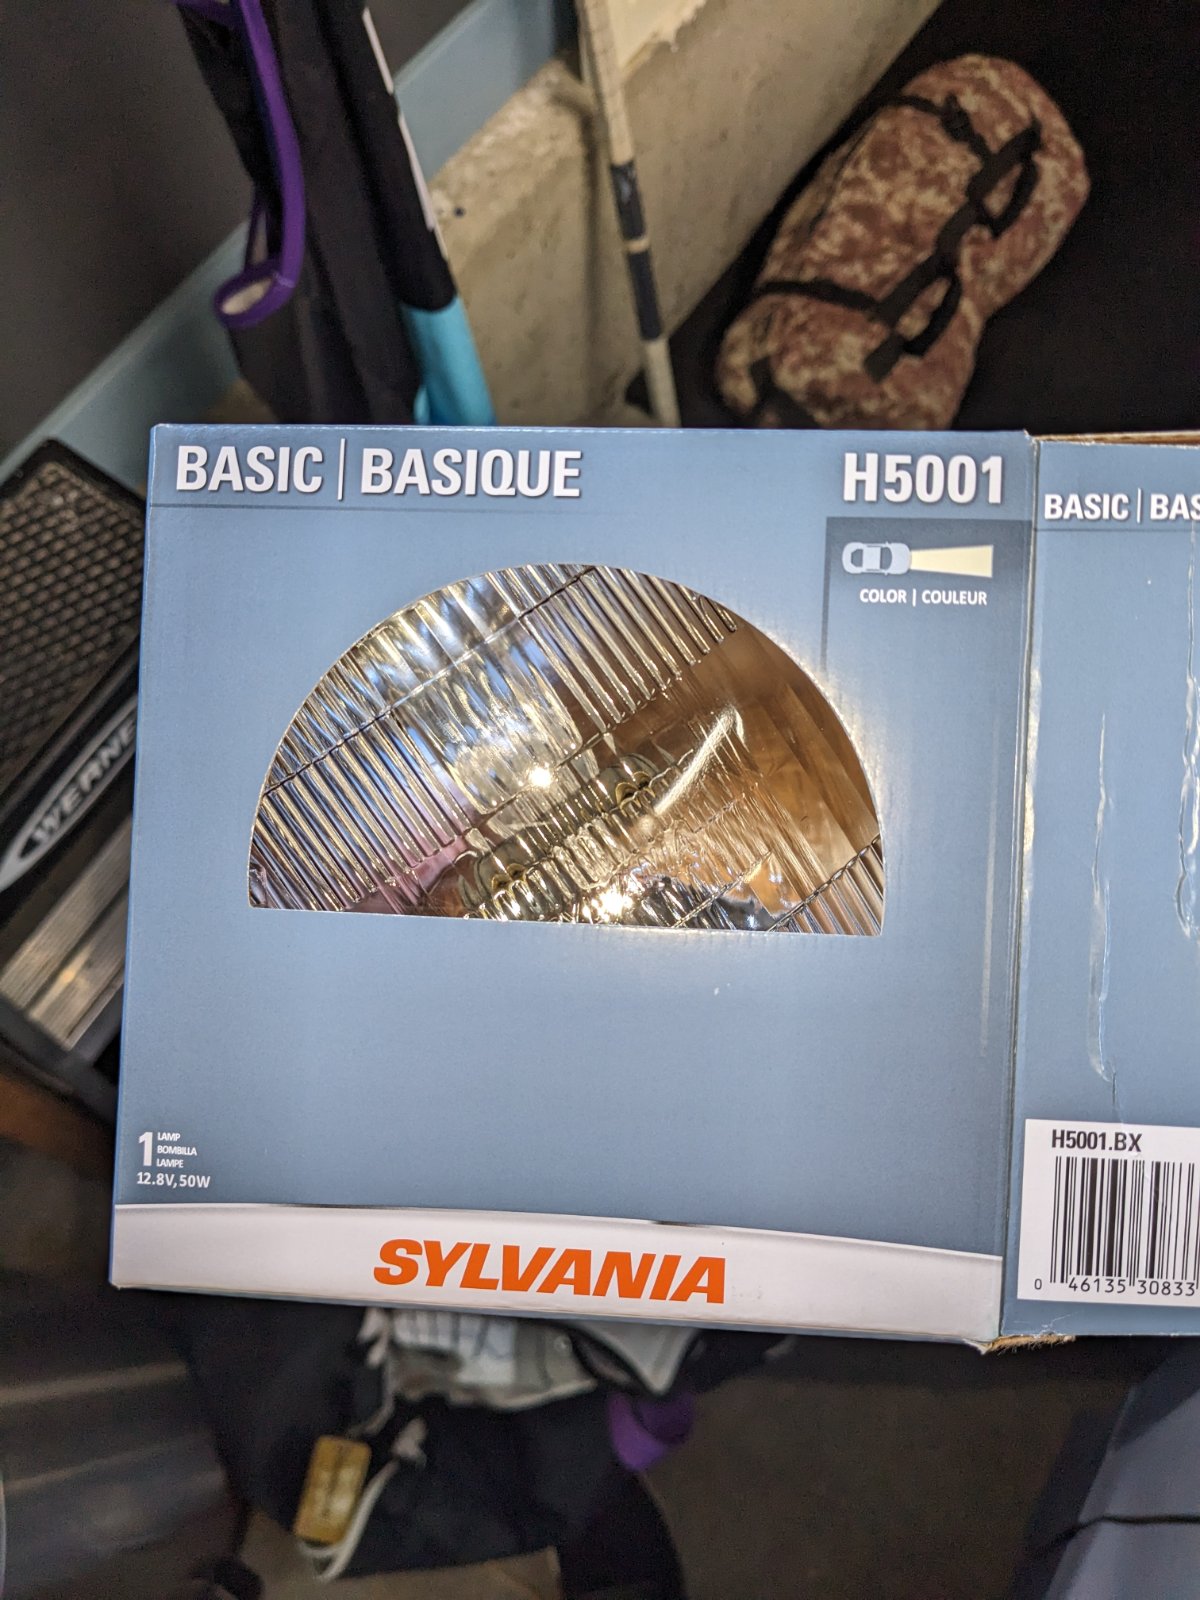 BASIC | BASIQUE
H5001
COLOR | COULEUR
1 LAMP
BOMBILLA
LAMPE
12.8V,50W
SYLVANIA
BASIC | BAS
H5001.BX
0 46135 30833
WERNE